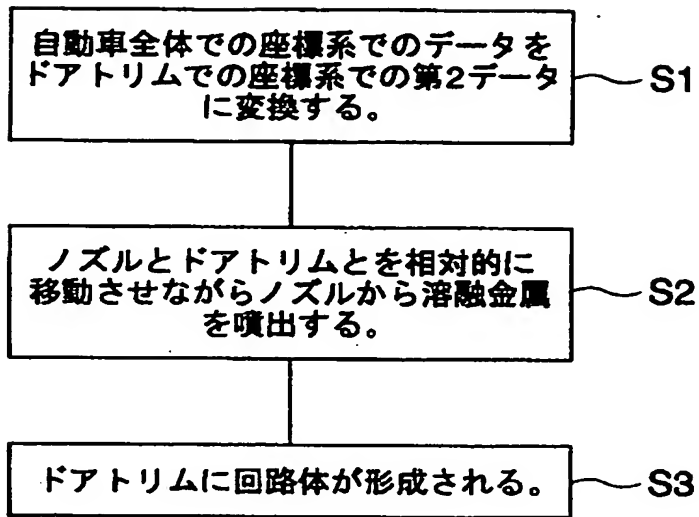 自動車全体での座標系でのデータを
ドアトリムでの座標系での第2データ
に変換する。
S1
ノズルとドアトリムとを相対的に
移動させながらノズルから溶融金属
を噴出する。
S2
ドアトリムに回路体が形成される。
S3